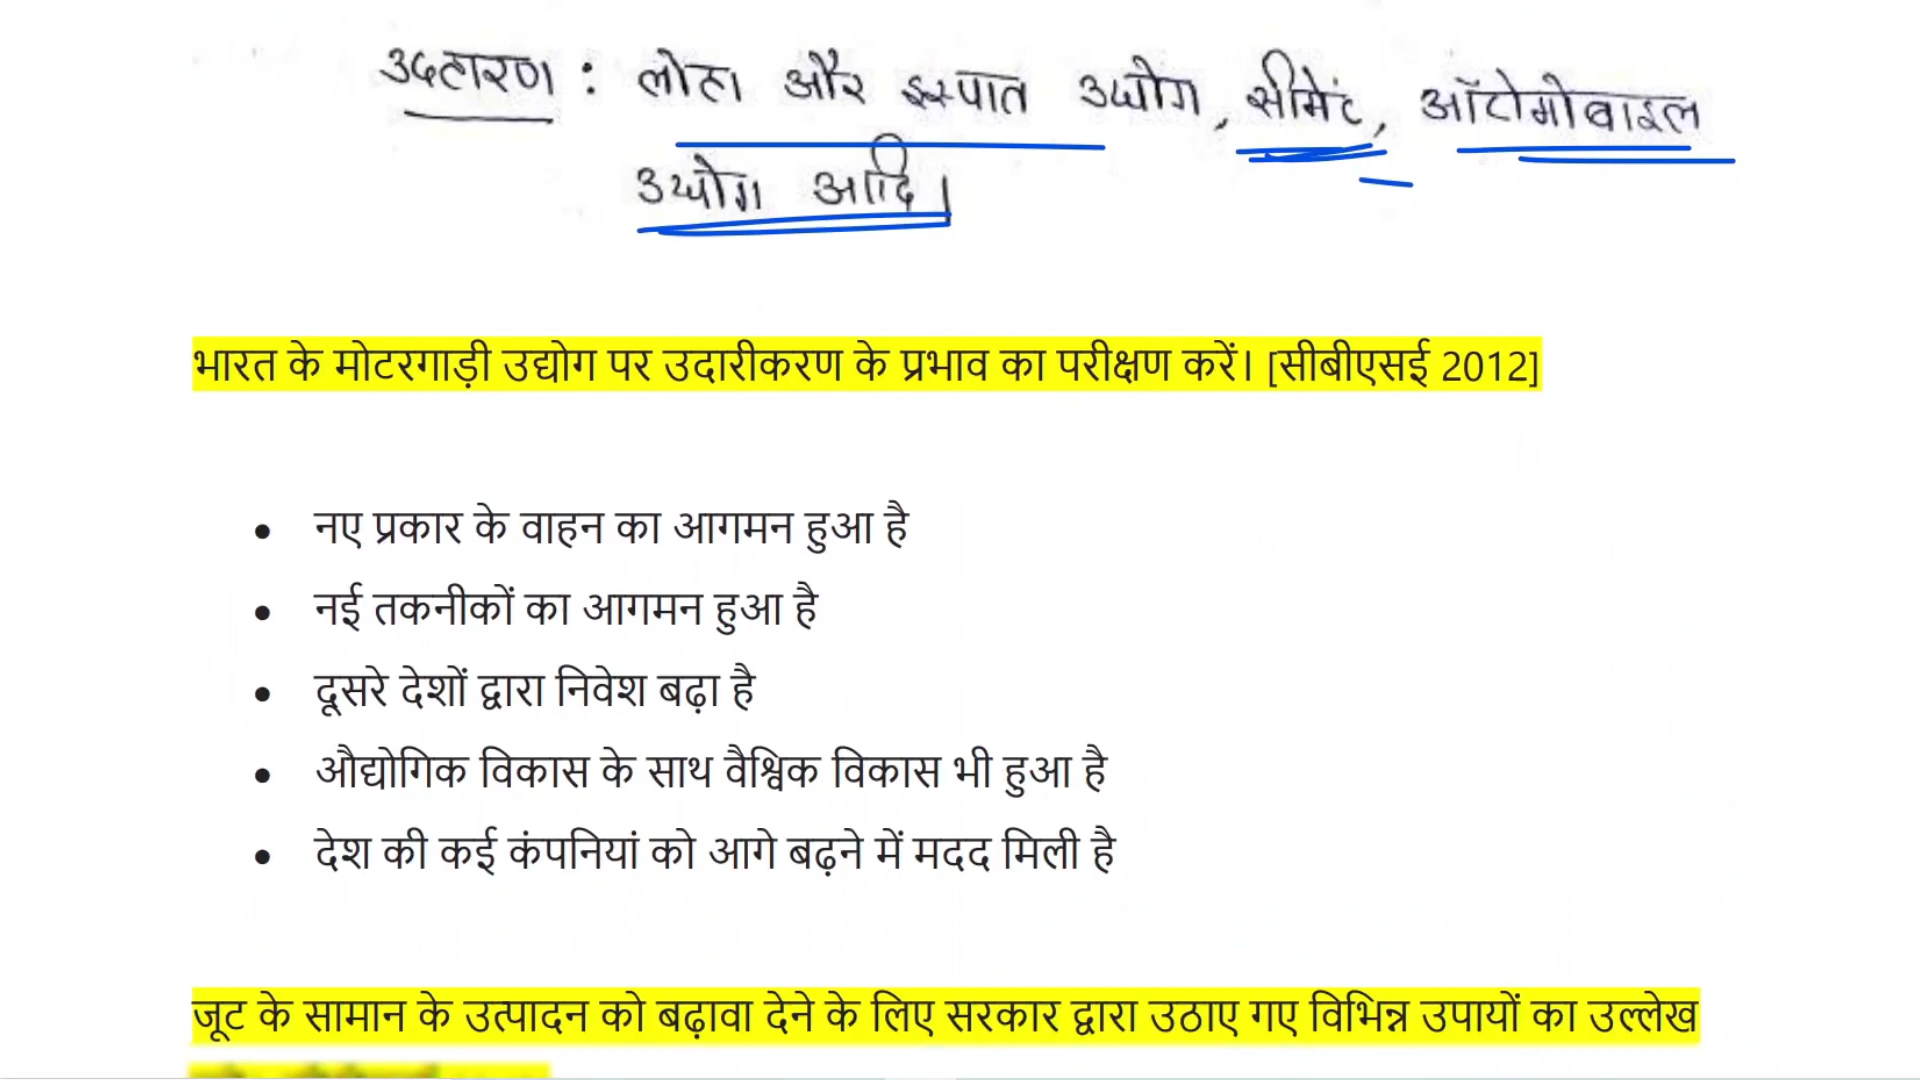 उदहारण : लोहा और इस्पात उद्योग, सीमेंट, ऑटोमोबाइल
उद्योग आदि।
भारत के मोटरगाड़ी उद्योग पर उदारीकरण के प्रभाव का परीक्षण करें। [सीबीएसई 2012]
• नए प्रकार के वाहन का आगमन हुआ है
• नई तकनीकों का आगमन हुआ है
• दूसरे देशों द्वारा निवेश बढ़ा है
• औद्योगिक विकास के साथ वैश्विक विकास भी हुआ है
• देश की कई कंपनियां को आगे बढ़ने में मदद मिली है
जूट के सामान के उत्पादन को बढ़ावा देने के लिए सरकार द्वारा उठाए गए विभिन्न उपायों का उल्लेख